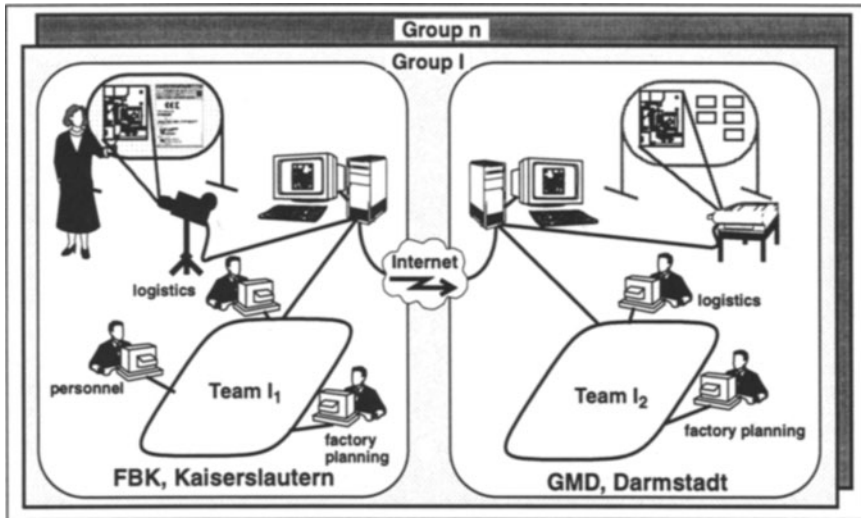 Group n
Group I
Internet
logistics
logistics
personnel
Team I₁
Team I₂
factory
planning
factory planning
FBK, Kaiserslautern
GMD, Darmstadt